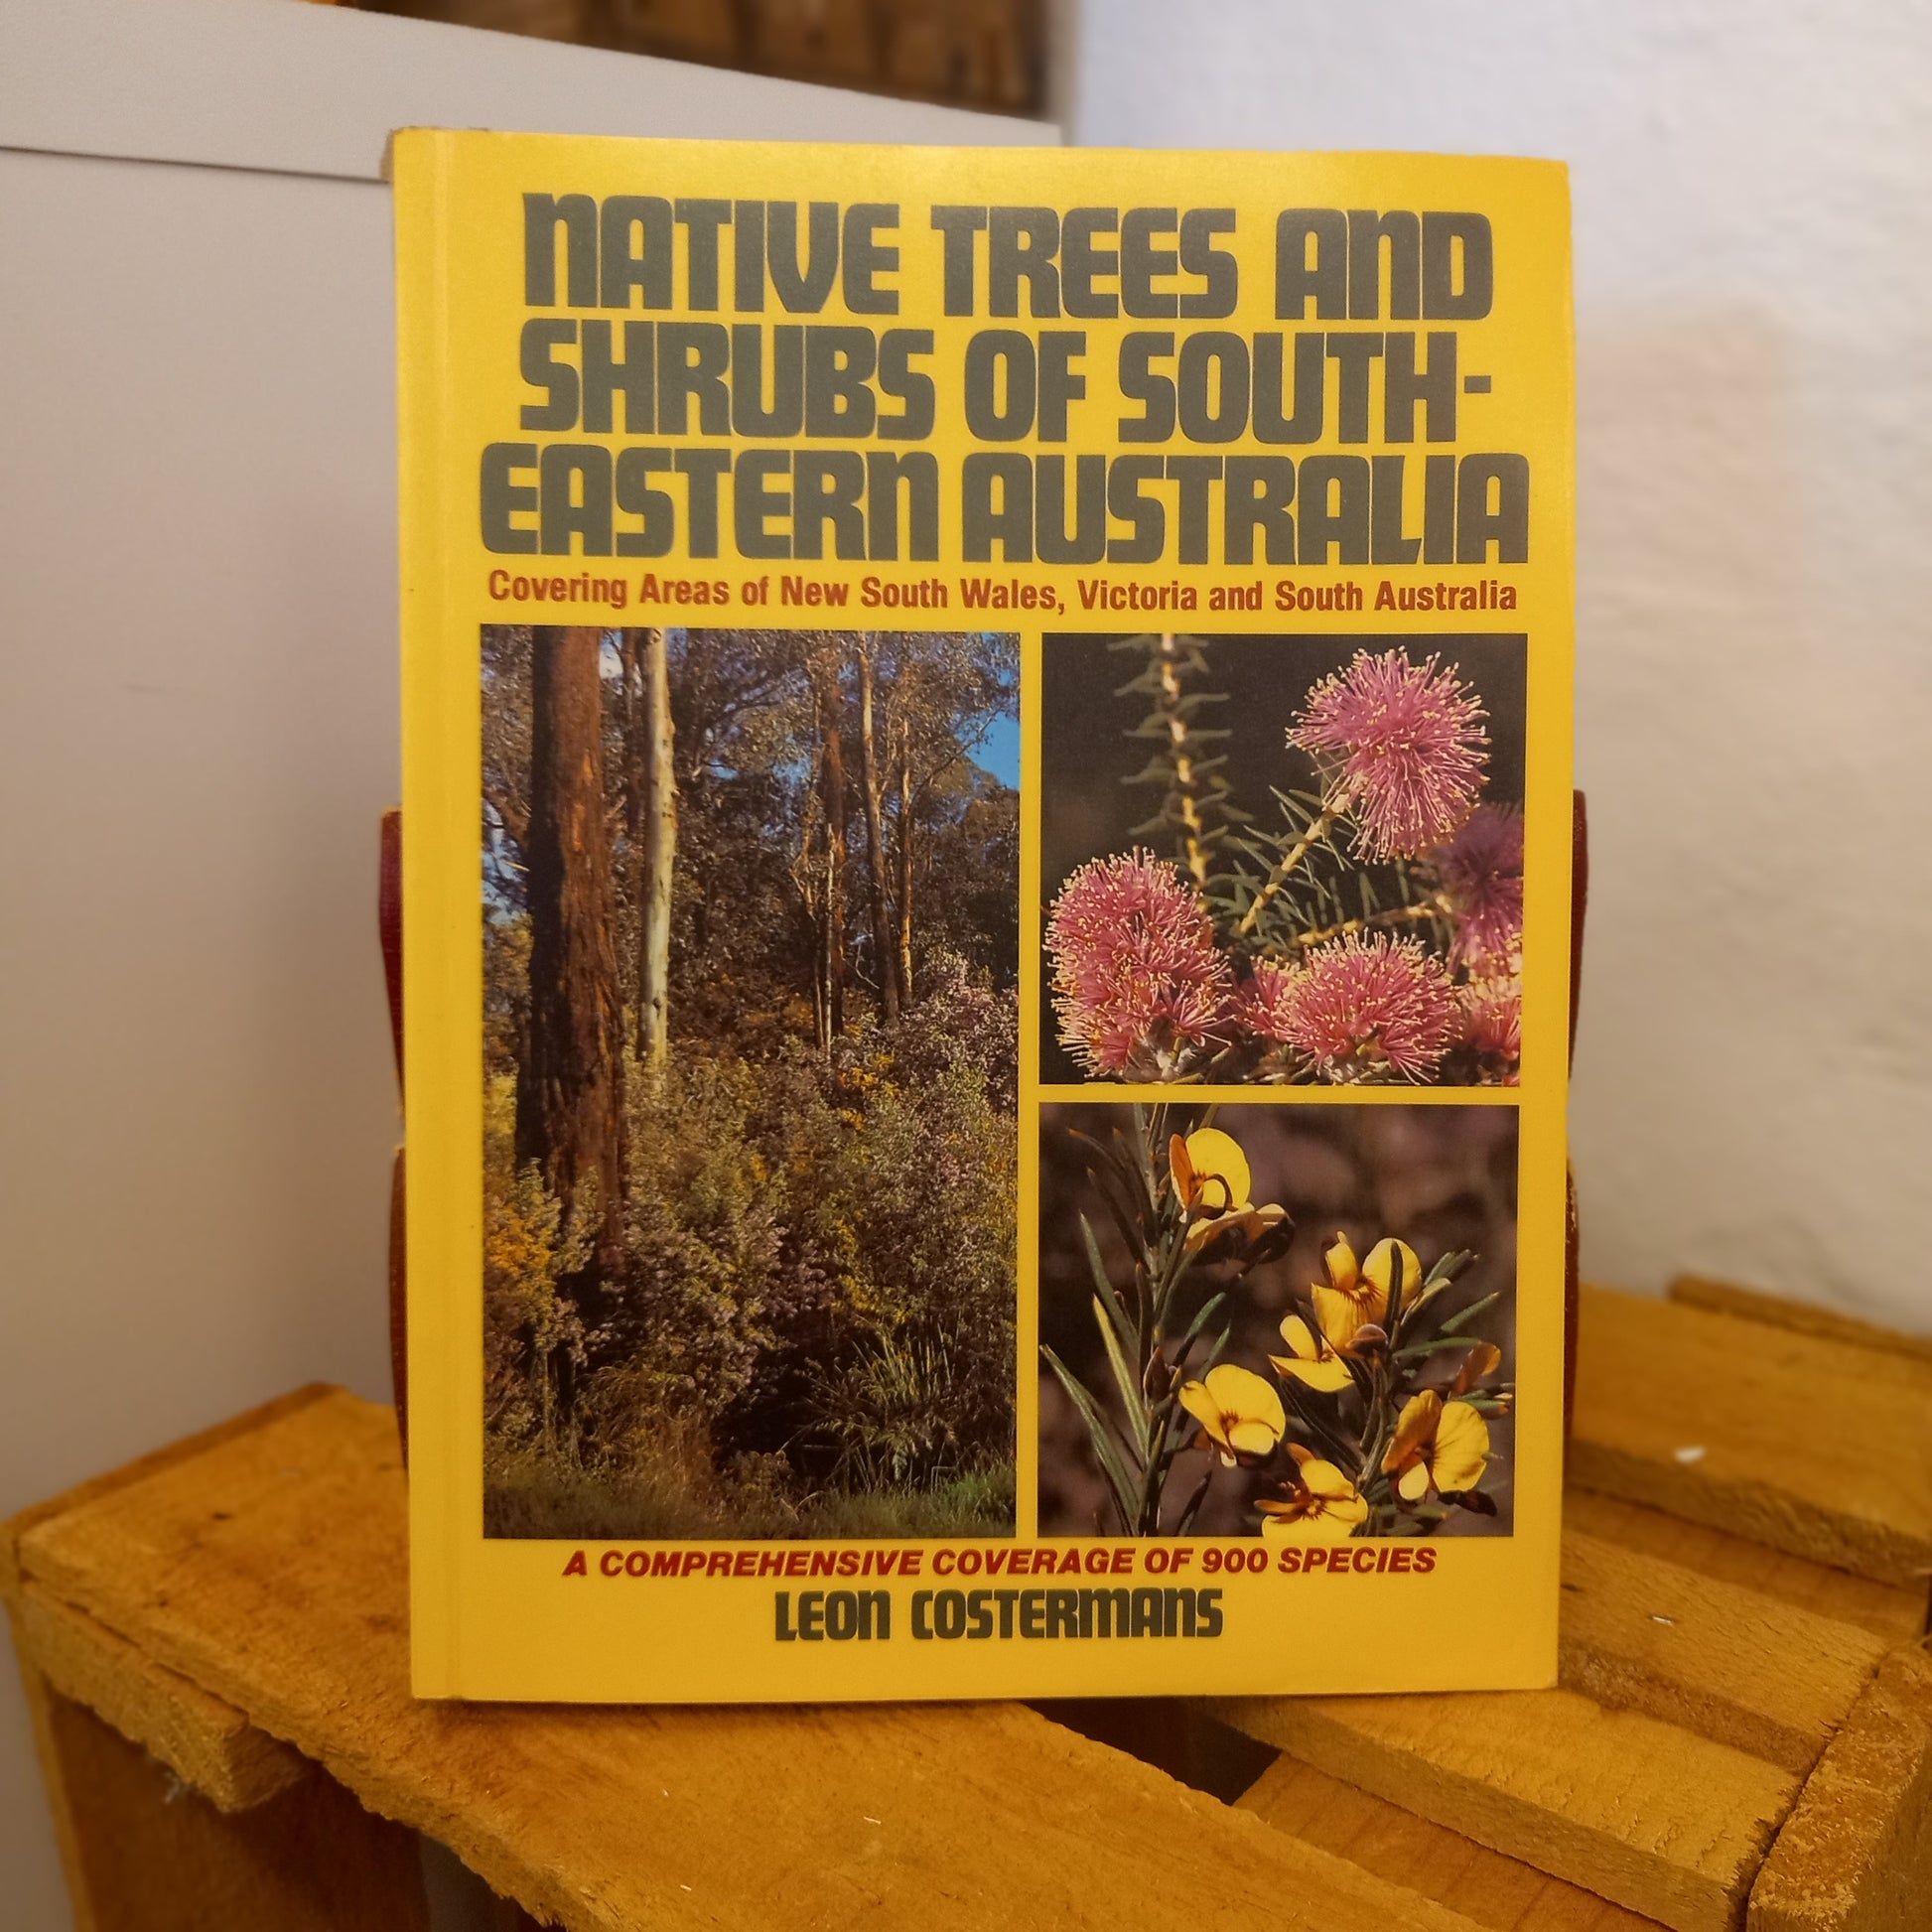 NATIVE TREES AND
SHRUBS OF SOUTH-
EASTERN AUSTRALIA
Covering Areas of New South Wales, Victoria and South Australia
A COMPREHENSIVE COVERAGE OF 900 SPECIES
LEON COSTERMANS